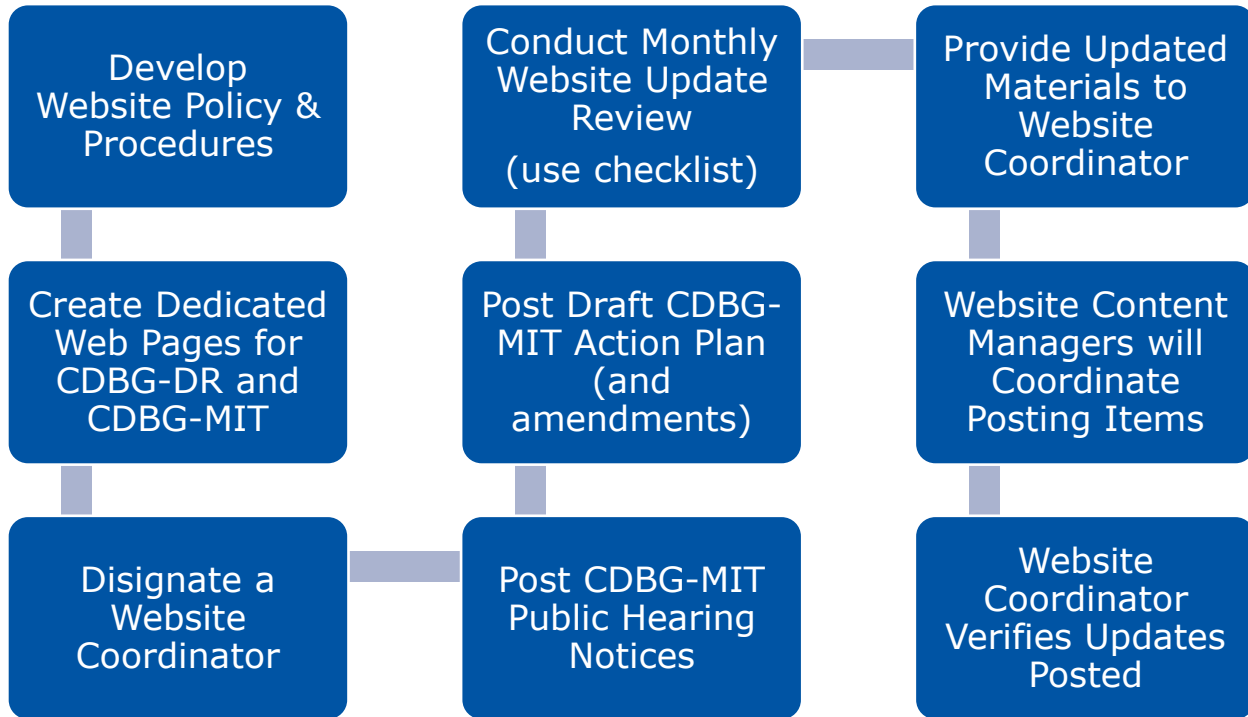 Develop
Website Policy &
Procedures
Create Dedicated
Web Pages for
CDBG-DR and
CDBG-MIT
Disignate a
Website
Coordinator
Post CDBG-MIT
Public Hearing
Notices
Post Draft CDBG-
MIT Action Plan
(and
amendments)
Conduct Monthly
Website Update
Review
(use checklist)
Provide Updated
Materials to
Website
Coordinator
Website Content
Managers will
Coordinate
Posting Items
Website
Coordinator
Verifies Updates
Posted